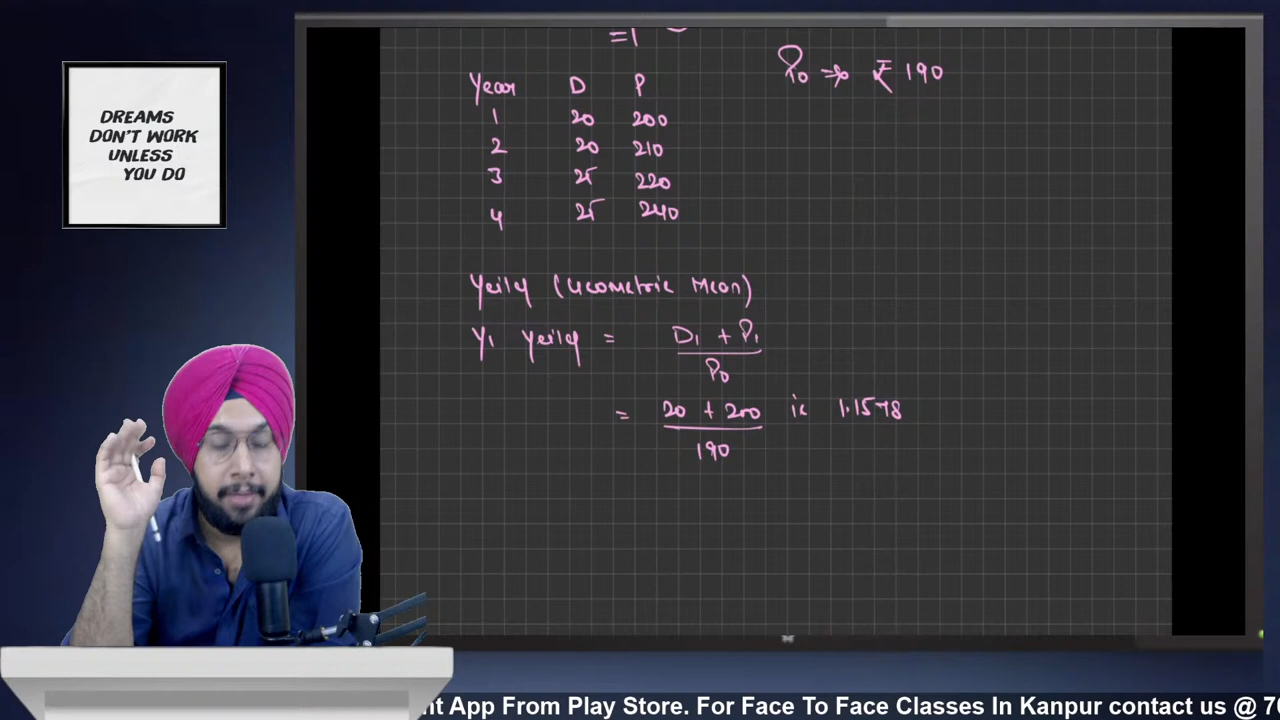 DREAMS
DON'T WORK
UNLESS
YOU DO
=1
P0 ⇒ ₹ 190
Year D P
1 20 200
2 20 210
3 25 220
4 25 240
Yeild (Geometric Mean)
Y1 Yeild = D1 + P1 / P0
= 20 + 200 / 190 is 1.1578
nt App From Play Store. For Face To Face Classes In Kanpur contact us @ 7